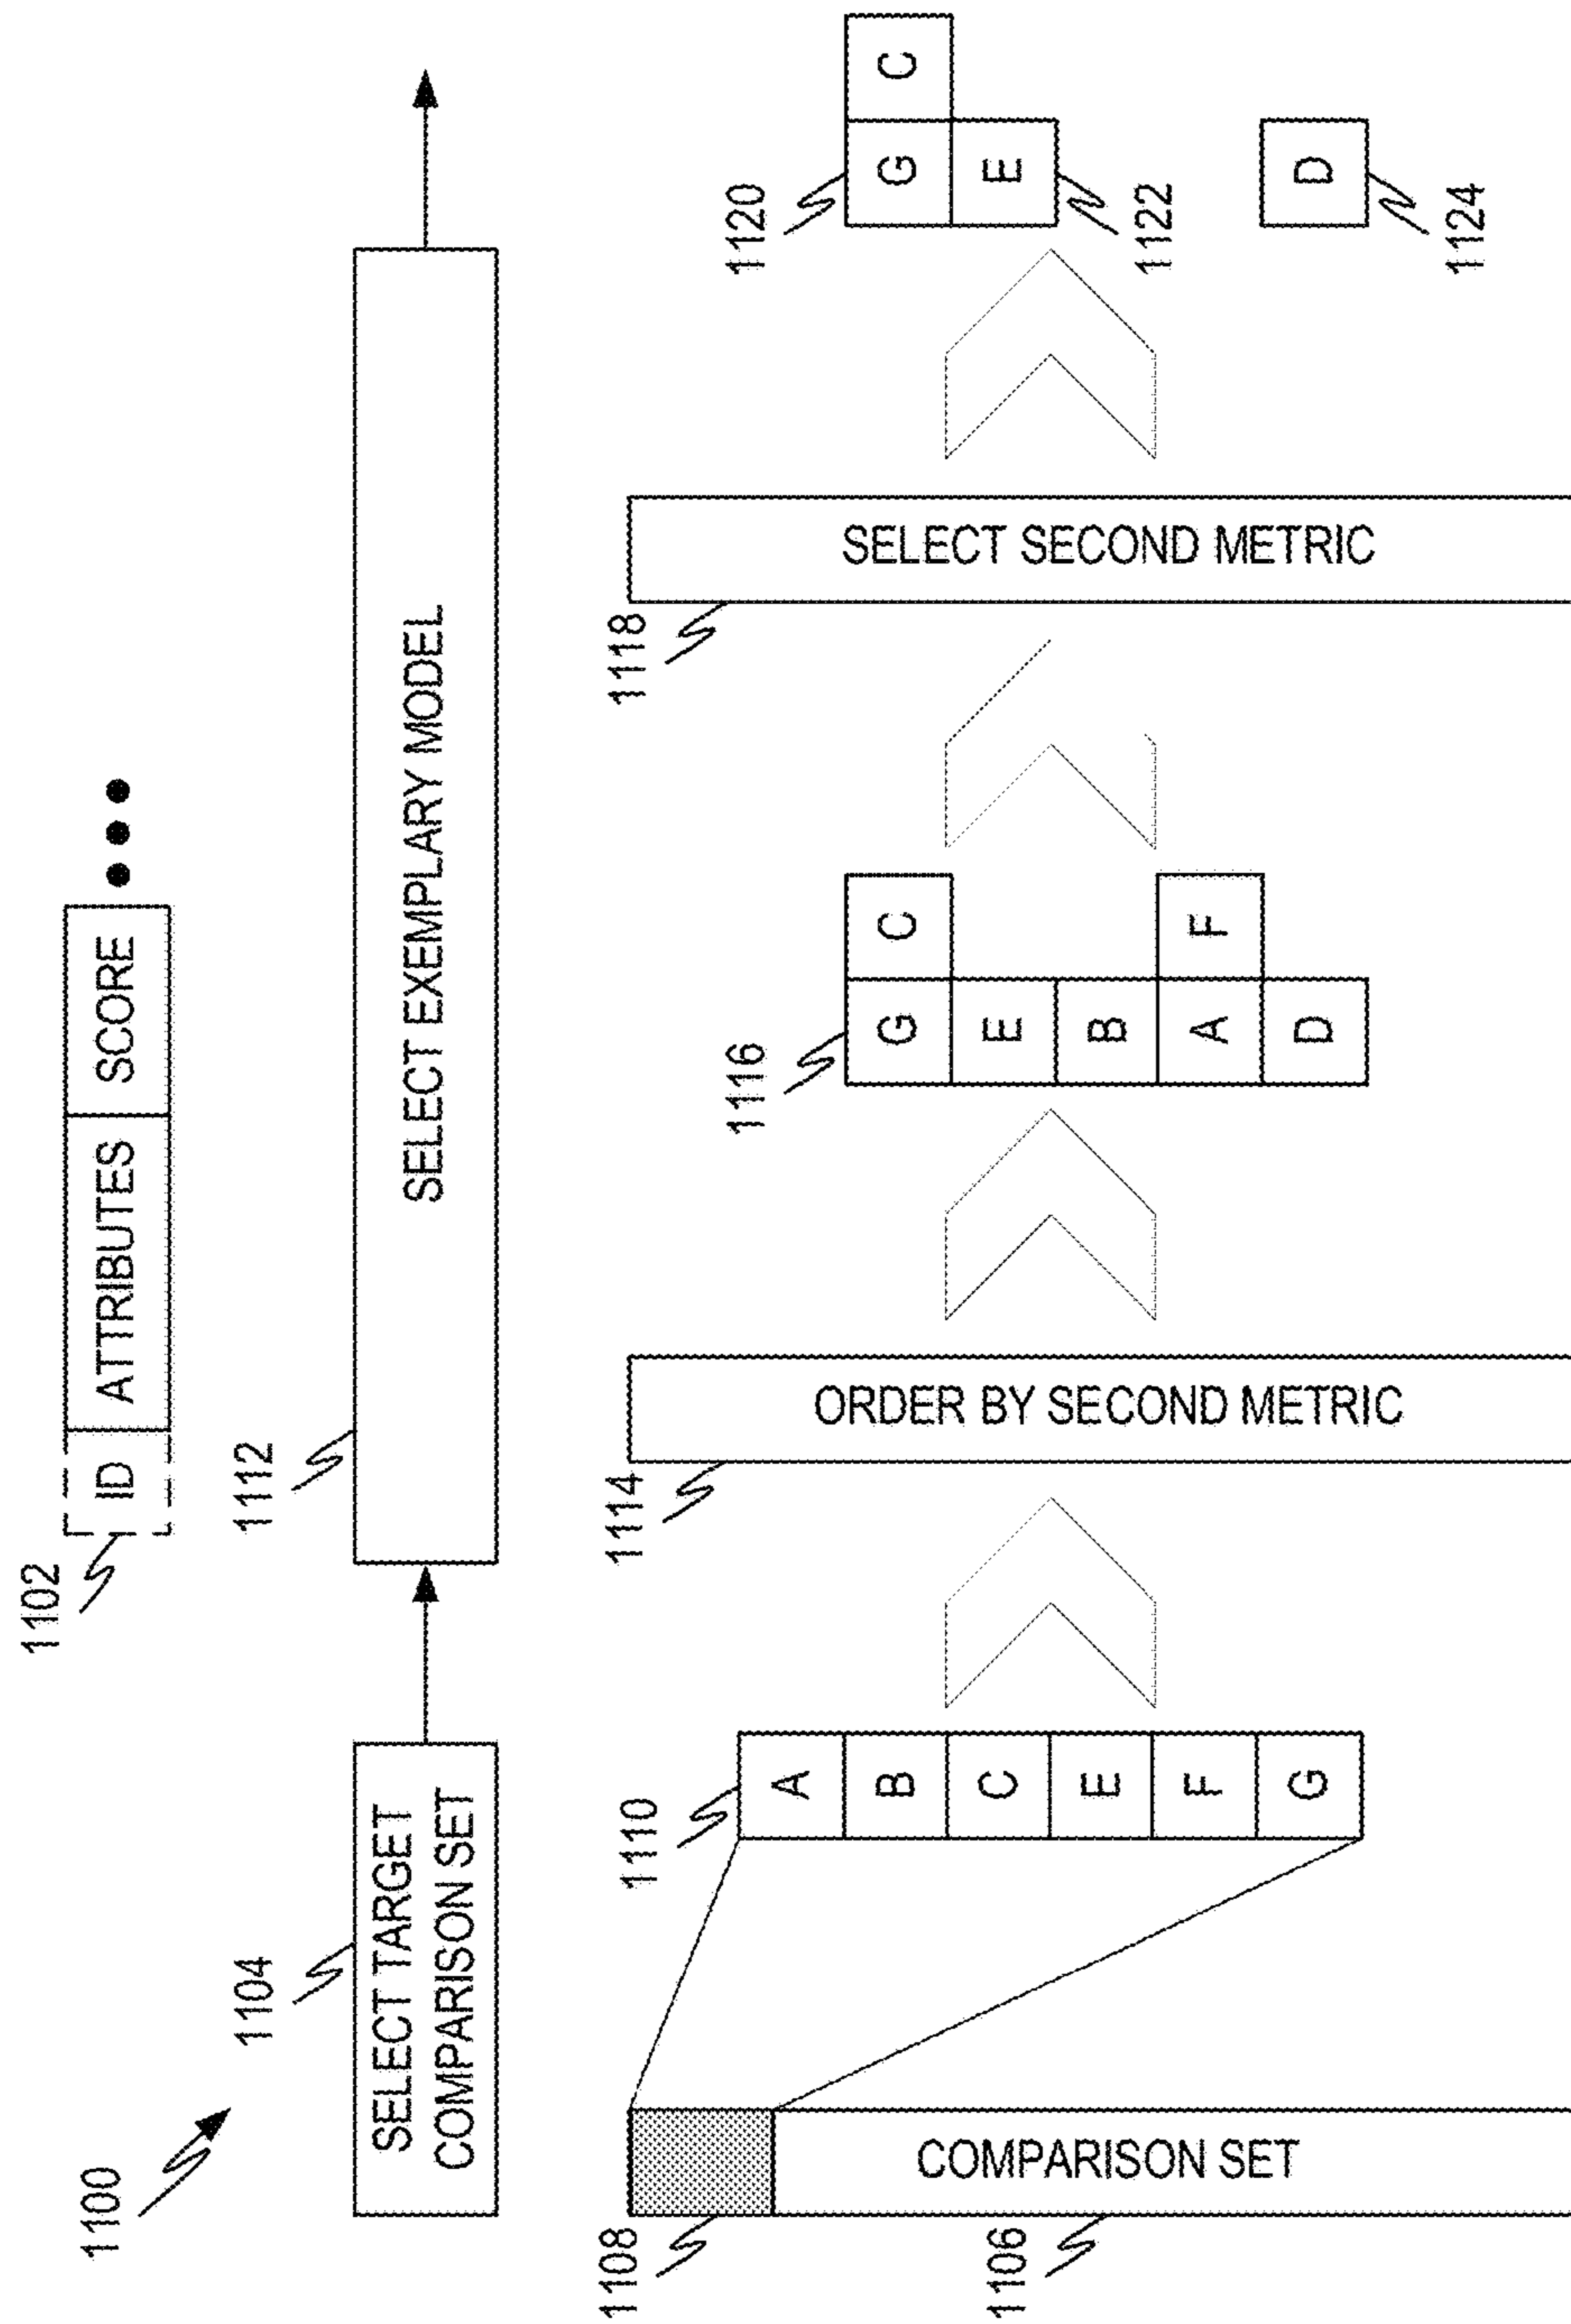 1100
1102
ID ATTRIBUTES SCORE
1104
SELECT TARGET
COMPARISON SET
1112
SELECT EXEMPLARY MODEL
1108
1106
COMPARISON SET
1110
A
B
C
E
F
G
1114
ORDER BY SECOND METRIC
1116
G C
E
B
A F
D
1118
SELECT SECOND METRIC
1120
G C
E
1122
D
1124